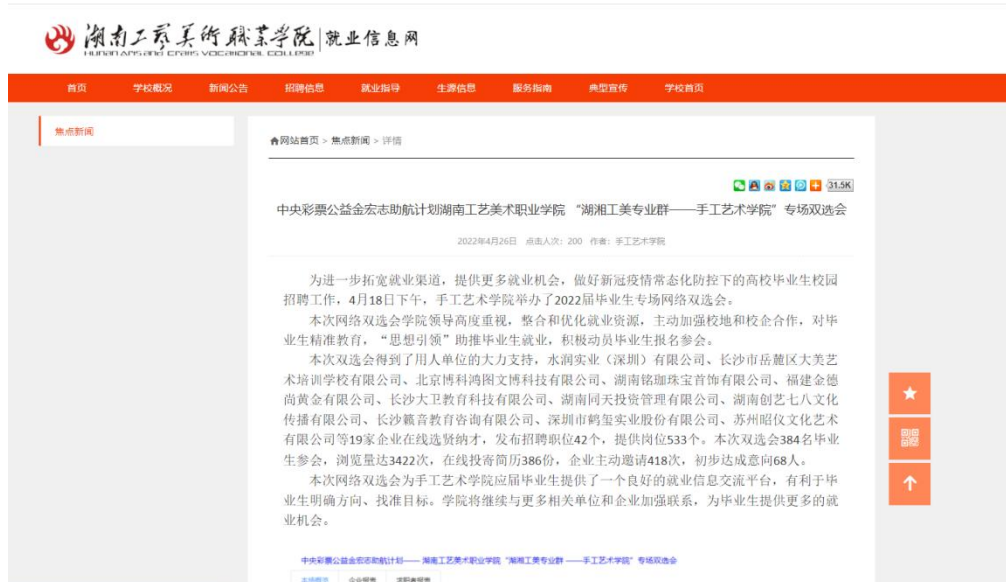 湖南工艺美术职业学院 就业信息网
HUNAN ARTS AND CRAFTS VOCATIONAL COLLEGE
首页 学校概况 新闻公告 招聘信息 就业指导 生源信息 服务指南 典型宣传 学校首页
焦点新闻
网站首页 > 焦点新闻 > 详情
31.5K
中央彩票公益金宏志助航计划湖南工艺美术职业学院 “湖湘工美专业群——手工艺术学院”专场双选会
2022年4月26日 点击人次：200 作者：手工艺术学院
为进一步拓宽就业渠道，提供更多就业机会，做好新冠疫情常态化防控下的高校毕业生校园
招聘工作，4月18日下午，手工艺术学院举办了2022届毕业生专场网络双选会。
本次网络双选会学院领导高度重视，整合和优化就业资源，主动加强校地和校企合作，对毕
业生精准教育，“思想引领”助推毕业生就业，积极动员毕业生报名参会。
本次双选会得到了用人单位的大力支持，水润实业（深圳）有限公司、长沙市岳麓区大美艺
术培训学校有限公司、北京博科鸿图文博科技有限公司、湖南铭珈珠宝首饰有限公司、福建金德
尚黄金有限公司、长沙大卫教育科技有限公司、湖南同天投资管理有限公司、湖南创艺七八文化
传播有限公司、长沙籁音教育咨询有限公司、深圳市鹤玺实业股份有限公司、苏州昭仪文化艺术
有限公司等19家企业在线选贤纳才，发布招聘职位42个，提供岗位533个。本次双选会384名毕业
生参会，浏览量达3422次，在线投寄简历386份，企业主动邀请418次，初步达成意向68人。
本次网络双选会为手工艺术学院应届毕业生提供了一个良好的就业信息交流平台，有利于毕
业生明确方向、找准目标。学院将继续与更多相关单位和企业加强联系，为毕业生提供更多的就
业机会。
中央彩票公益金宏志助航计划—— 湖南工艺美术职业学院 “湖湘工美专业群 ——手工艺术学院” 专场双选会
主场概览 企业报表 求职者报表